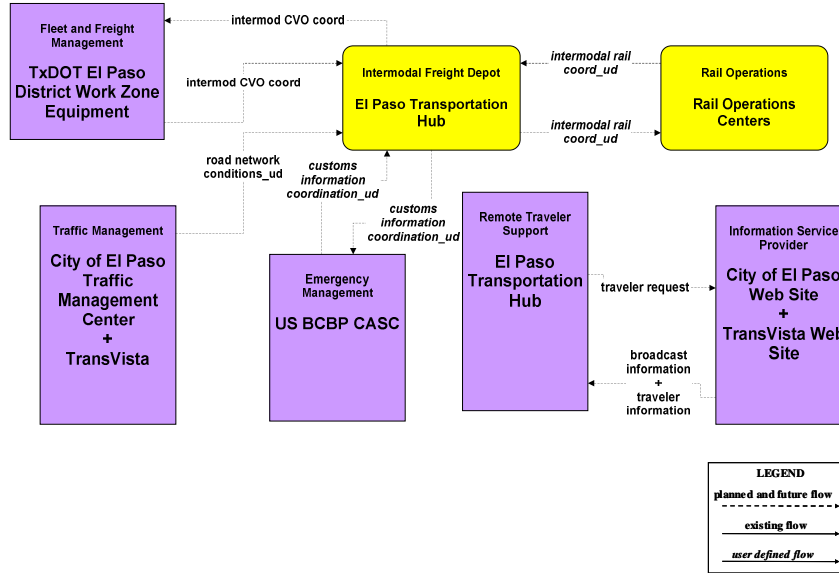 Fleet and Freight
Management
TxDOT El Paso
District Work Zone
Equipment
intermod CVO coord
intermod CVO coord
Intermodal Freight Depot
El Paso Transportation
Hub
intermodal rail
coord_ud
intermodal rail
coord_ud
Rail Operations
Rail Operations
Centers
road network
conditions_ud
customs
information
coordination_ud
customs
information
coordination_ud
Traffic Management
City of El Paso
Traffic
Management
Center
+
TransVista
Emergency
Management
US BCBP CASC
Remote Traveler
Support
El Paso
Transportation
Hub
traveler request
broadcast
information
+
traveler
information
Information Service
Provider
City of El Paso
Web Site
+
TransVista Web
Site
LEGEND
planned and future flow
existing flow
user defined flow